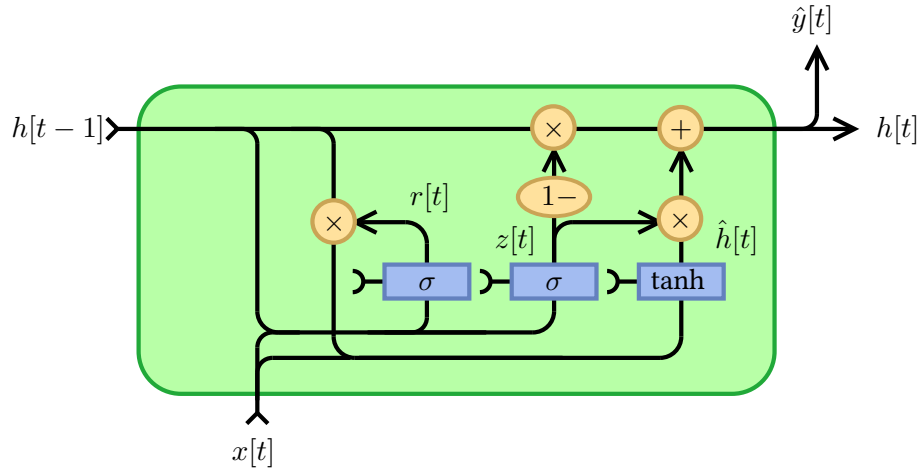 ŷ[t]
h[t − 1]
×
+
h[t]
1−
r[t]
×
×
z[t]
ĥ[t]
σ
σ
tanh
x[t]